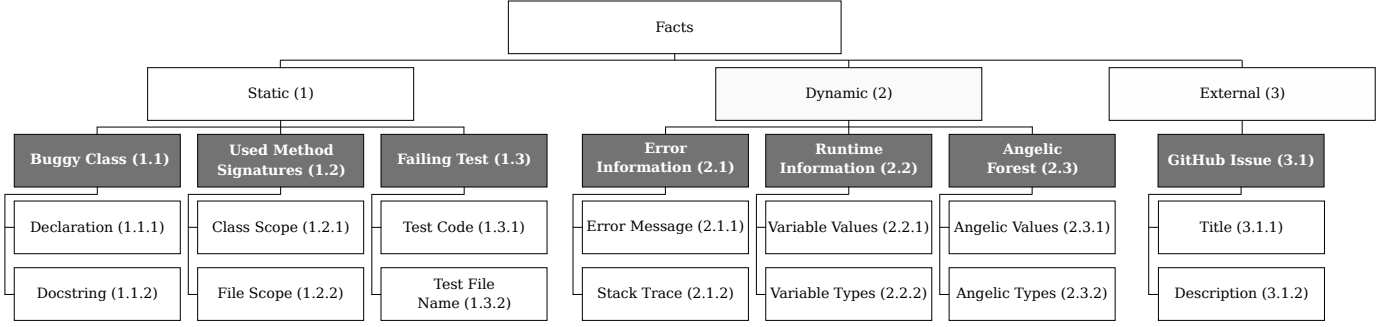 Facts
Static (1)
Dynamic (2)
External (3)
Buggy Class (1.1)
Used Method
Signatures (1.2)
Failing Test (1.3)
Error
Information (2.1)
Runtime
Information (2.2)
Angelic
Forest (2.3)
GitHub Issue (3.1)
Declaration (1.1.1)
Class Scope (1.2.1)
Test Code (1.3.1)
Error Message (2.1.1)
Variable Values (2.2.1)
Angelic Values (2.3.1)
Title (3.1.1)
Docstring (1.1.2)
File Scope (1.2.2)
Test File
Name (1.3.2)
Stack Trace (2.1.2)
Variable Types (2.2.2)
Angelic Types (2.3.2)
Description (3.1.2)